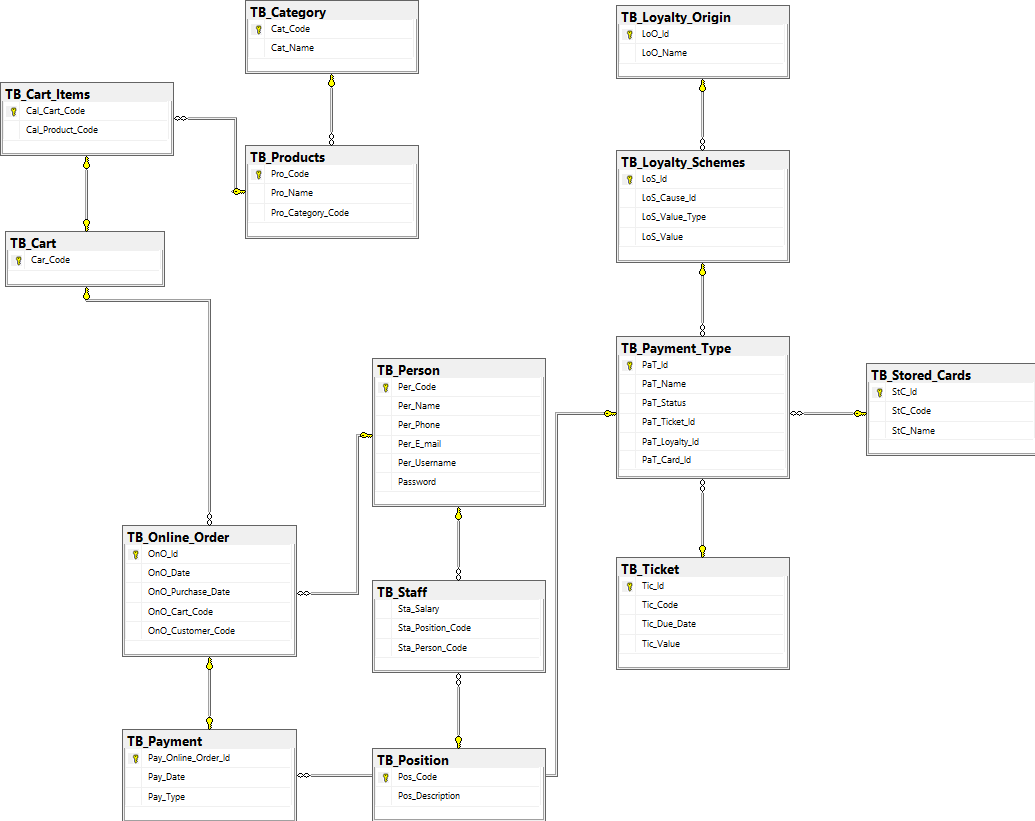 TB_Category
Cat_Code
Cat_Name
TB_Loyalty_Origin
LoO_Id
LoO_Name
TB_Cart_Items
CaI_Cart_Code
CaI_Product_Code
TB_Products
Pro_Code
Pro_Name
Pro_Category_Code
TB_Loyalty_Schemes
LoS_Id
LoS_Cause_Id
LoS_Value_Type
LoS_Value
TB_Cart
Car_Code
TB_Person
Per_Code
Per_Name
Per_Phone
Per_E_mail
Per_Username
Password
TB_Payment_Type
PaT_Id
PaT_Name
PaT_Status
PaT_Ticket_Id
PaT_Loyalty_Id
PaT_Card_Id
TB_Stored_Cards
StC_Id
StC_Code
StC_Name
TB_Online_Order
OnO_Id
OnO_Date
OnO_Purchase_Date
OnO_Cart_Code
OnO_Customer_Code
TB_Staff
Sta_Salary
Sta_Position_Code
Sta_Person_Code
TB_Ticket
Tic_Id
Tic_Code
Tic_Due_Date
Tic_Value
TB_Payment
Pay_Online_Order_Id
Pay_Date
Pay_Type
TB_Position
Pos_Code
Pos_Description